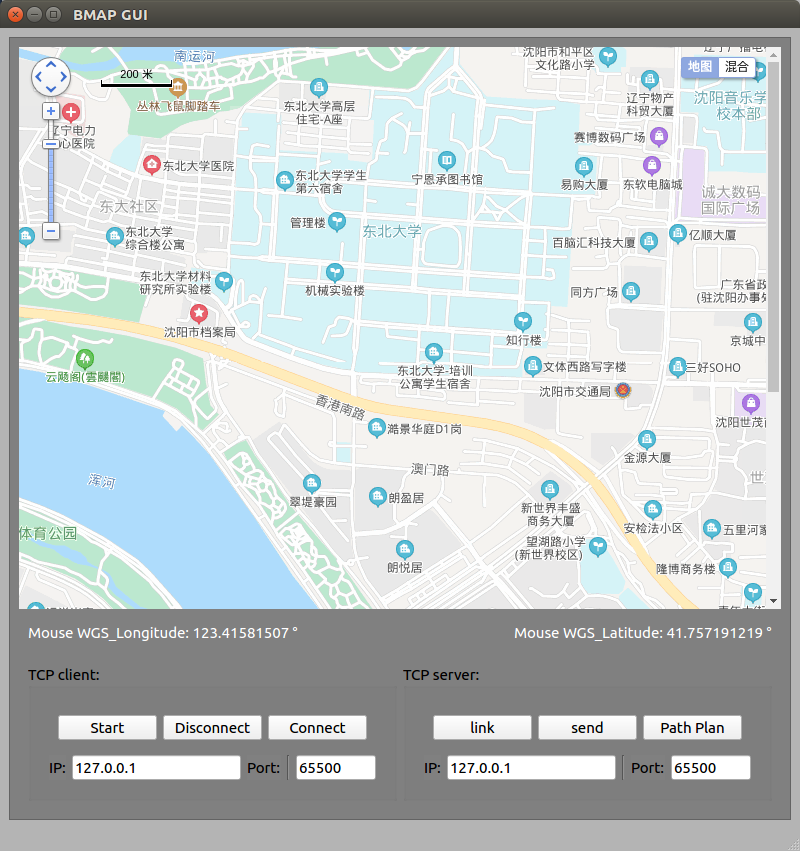 BMAP GUI
南运河
沈阳市和平区
文化路小学
200 米
地图
混合
丛林飞鼠脚踏车
东北大学高层
住宅-A座
辽宁物产
科贸大厦
沈阳音乐学
校本部
辽宁电力
心医院
赛博数码广场
东北大学医院
东北大学学生
第六宿舍
宁恩承图书馆
易购大厦
东软电脑城
诚大数码
国际广场
东大社区
管理楼
东北大学
东北大学
综合楼公寓
百脑汇科技大厦
亿顺大厦
东北大学材料
研究所实验楼
机械实验楼
同方广场
广东省政
(驻沈阳办事处
沈阳市档案局
知行楼
京城中
云飏阁(雲颺閣)
东北大学-培训
公寓学生宿舍
文体西路写字楼
三好SOHO
沈阳市交通局
香港南路
澔景华庭D1岗
沈阳世茂
金源大厦
澳门路
世
浑河
翠堤豪园
朗盈居
新世界丰盛
商务大厦
安检法小区
五里河家
体育公园
望湖路小学
(新世界校区)
朗悦居
隆博商务楼
Mouse WGS_Longitude: 123.41581507 °
Mouse WGS_Latitude: 41.757191219 °
TCP client:
TCP server:
Start
Disconnect
Connect
link
send
Path Plan
IP:
127.0.0.1
Port:
65500
IP:
127.0.0.1
Port:
65500